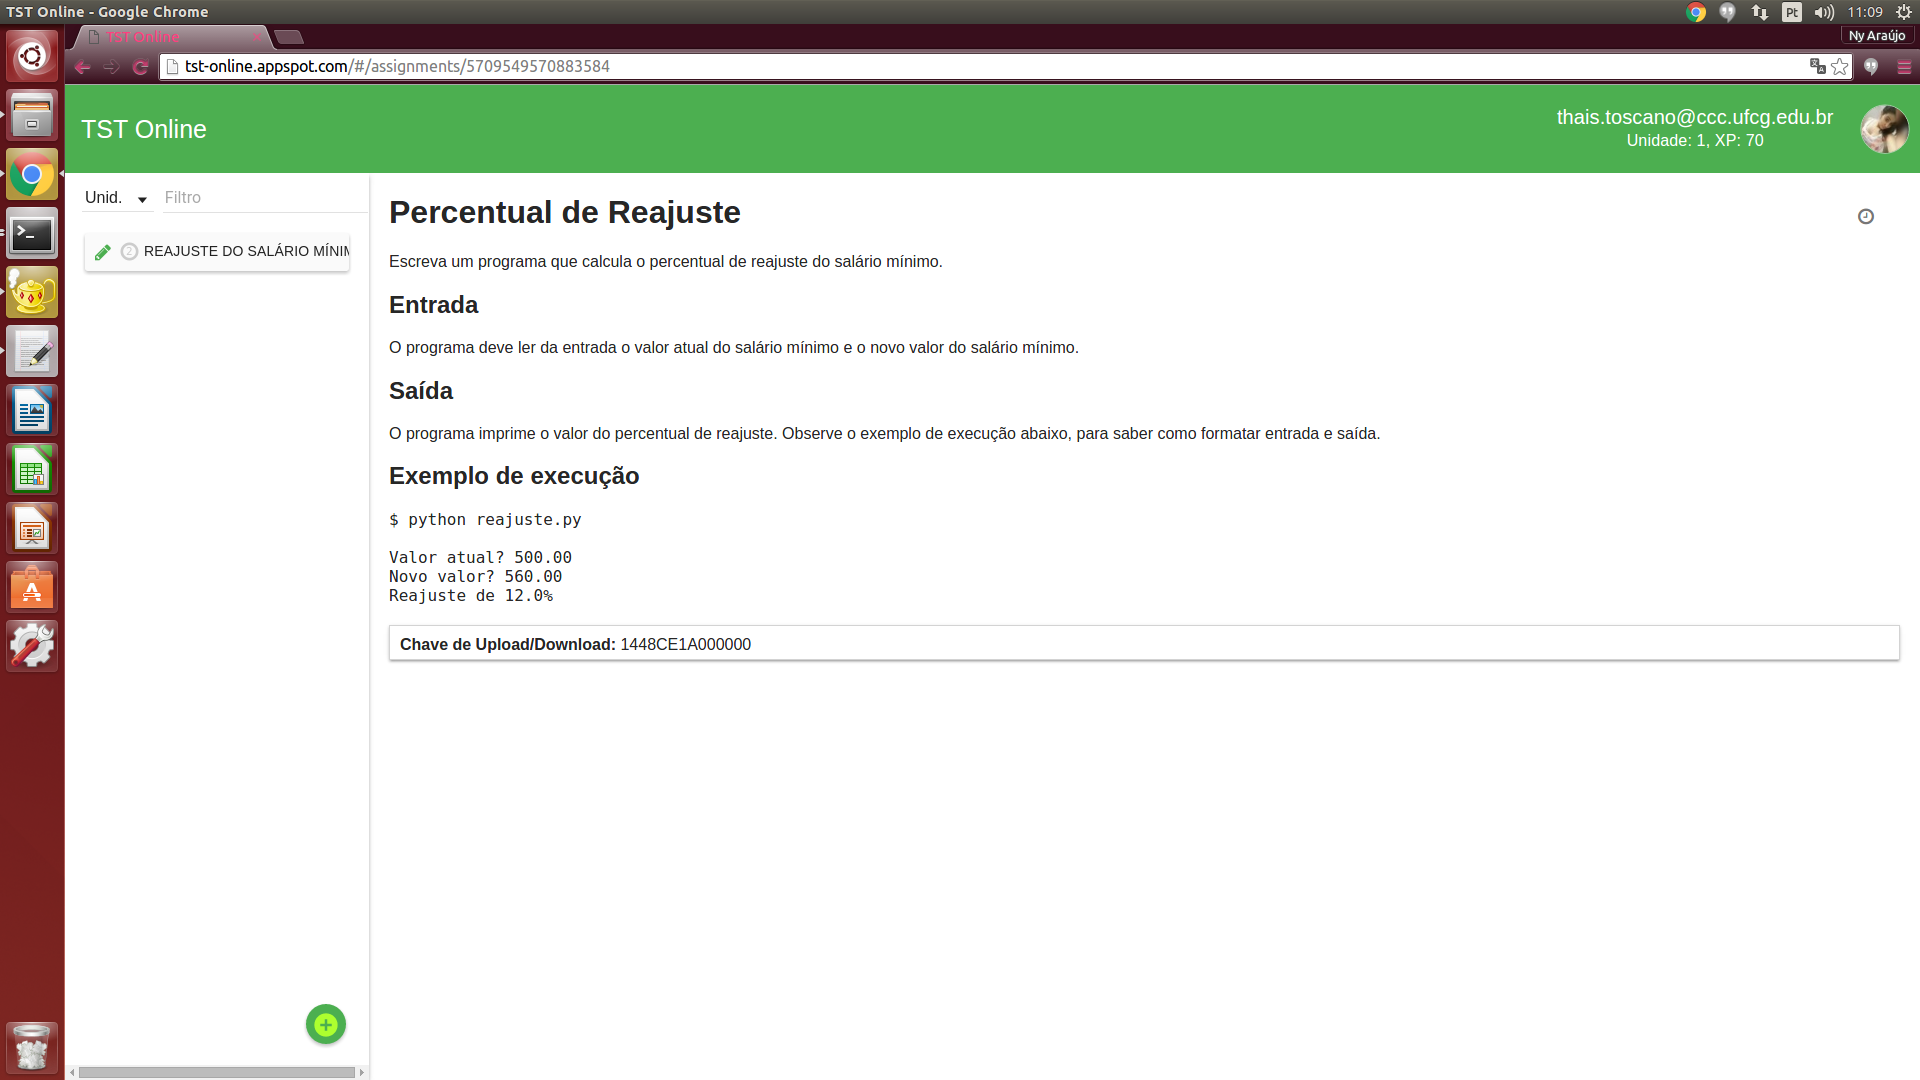 TST Online - Google Chrome
Pt
11:09
TST Online
Ny Araújo
tst-online.appspot.com/#/assignments/5709549570883584
TST Online
thais.toscano@ccc.ufcg.edu.br
Unidade: 1, XP: 70
Unid.
Filtro
2 REAJUSTE DO SALÁRIO MÍNIM
Percentual de Reajuste
Escreva um programa que calcula o percentual de reajuste do salário mínimo.
Entrada
O programa deve ler da entrada o valor atual do salário mínimo e o novo valor do salário mínimo.
Saída
O programa imprime o valor do percentual de reajuste. Observe o exemplo de execução abaixo, para saber como formatar entrada e saída.
Exemplo de execução
$ python reajuste.py
Valor atual? 500.00
Novo valor? 560.00
Reajuste de 12.0%
Chave de Upload/Download: 1448CE1A000000